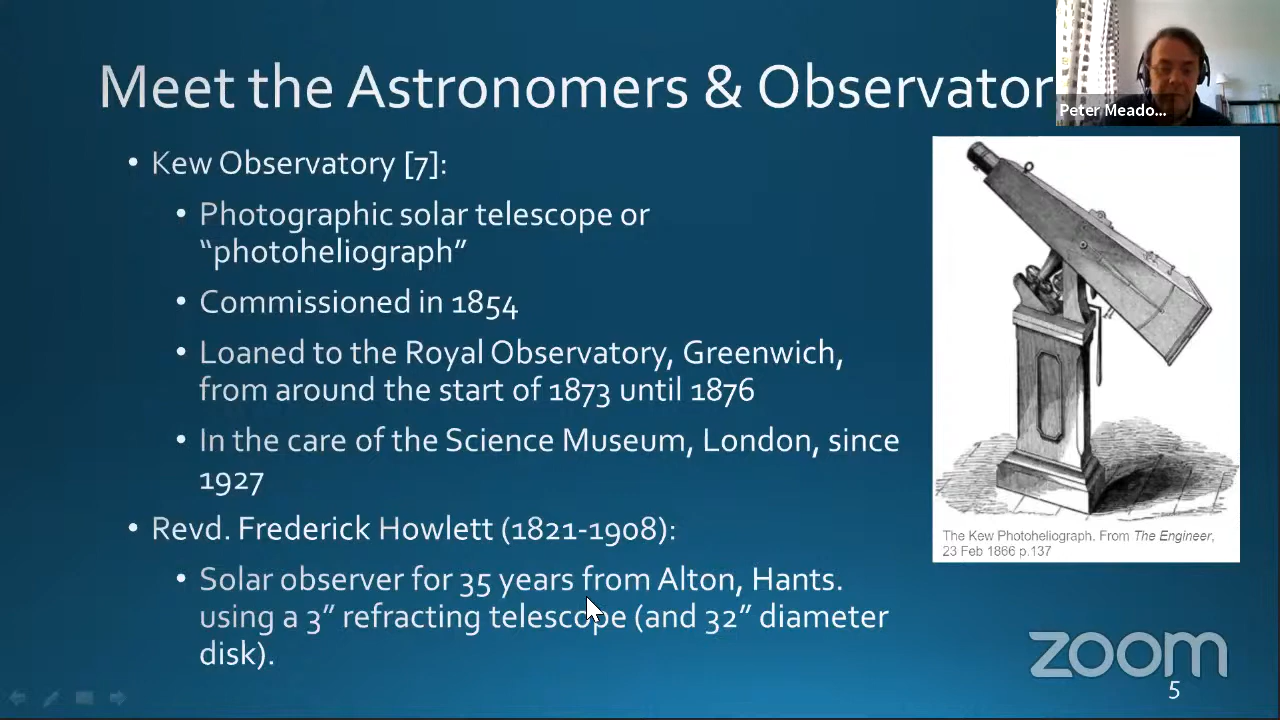 Meet the Astronomers & Observator
Peter Meado...
• Kew Observatory [7]:
• Photographic solar telescope or
“photoheliograph”
• Commissioned in 1854
• Loaned to the Royal Observatory, Greenwich,
from around the start of 1873 until 1876
• In the care of the Science Museum, London, since
1927
• Revd. Frederick Howlett (1821-1908):
• Solar observer for 35 years from Alton, Hants.
using a 3” refracting telescope (and 32” diameter
disk).
The Kew Photoheliograph. From The Engineer,
23 Feb 1866 p.137
zoom
5